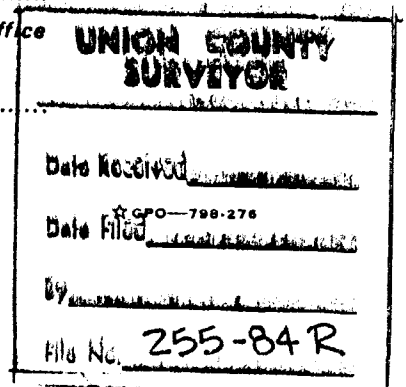 ffice
UNION COUNTY
SURVEYOR
Date Received
☆ GPO—798-276
Date Filed
By
File No. 255-84 R